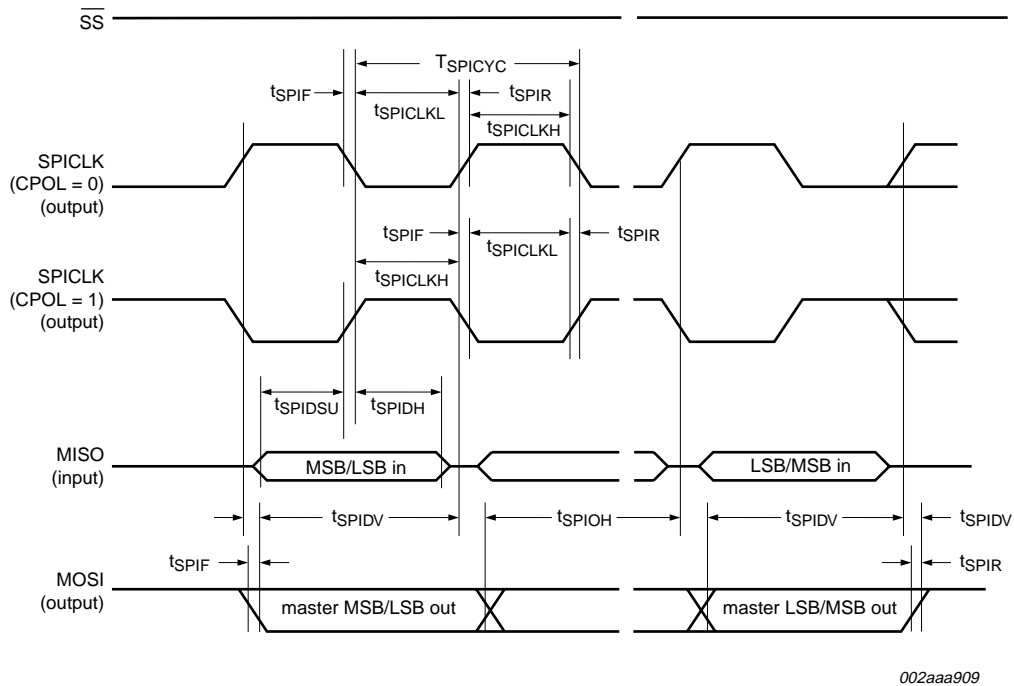 SS
TSPICYC
tSPIF
tSPICLKL
tSPIR
tSPICLKH
SPICLK
(CPOL = 0)
(output)
tSPIF
tSPICLKL
tSPIR
tSPICLKH
SPICLK
(CPOL = 1)
(output)
tSPIDSU
tSPIDH
MISO
(input)
MSB/LSB in
LSB/MSB in
tSPIDV
tSPIOH
tSPIDV
tSPIDV
tSPIF
tSPIR
MOSI
(output)
master MSB/LSB out
master LSB/MSB out
002aaa909